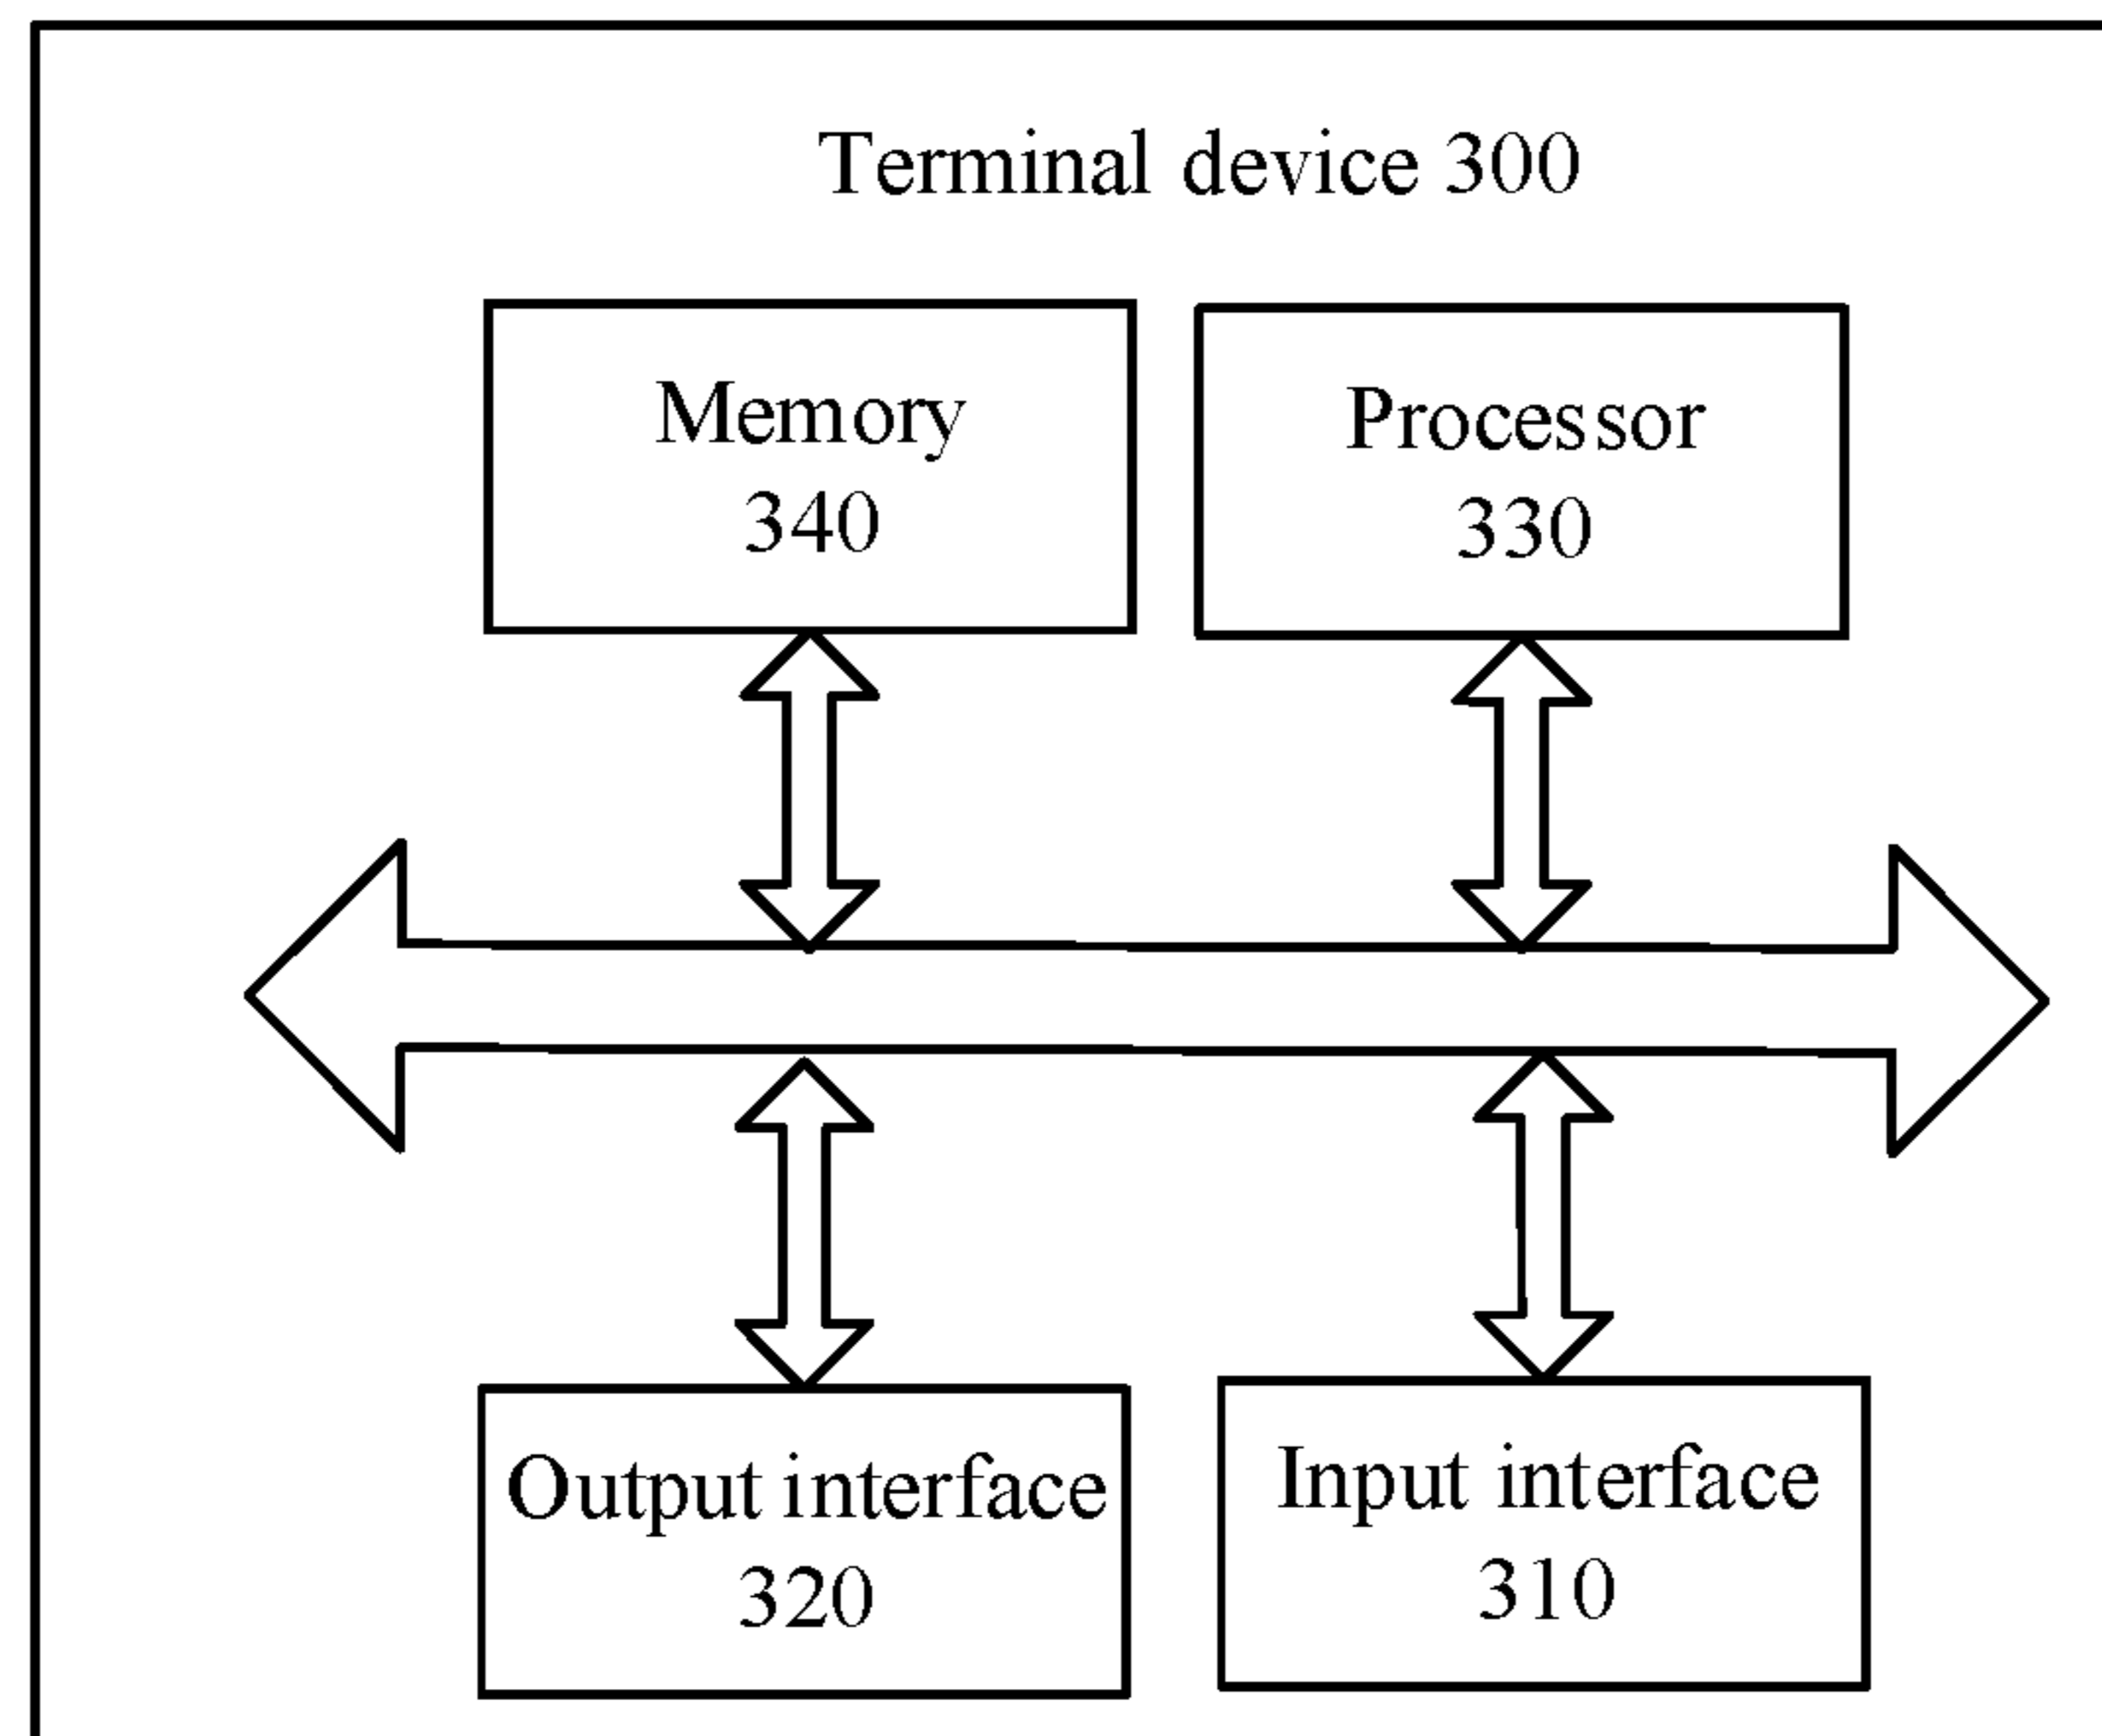 Terminal device 300
Memory
340
Processor
330
Output interface
320
Input interface
310